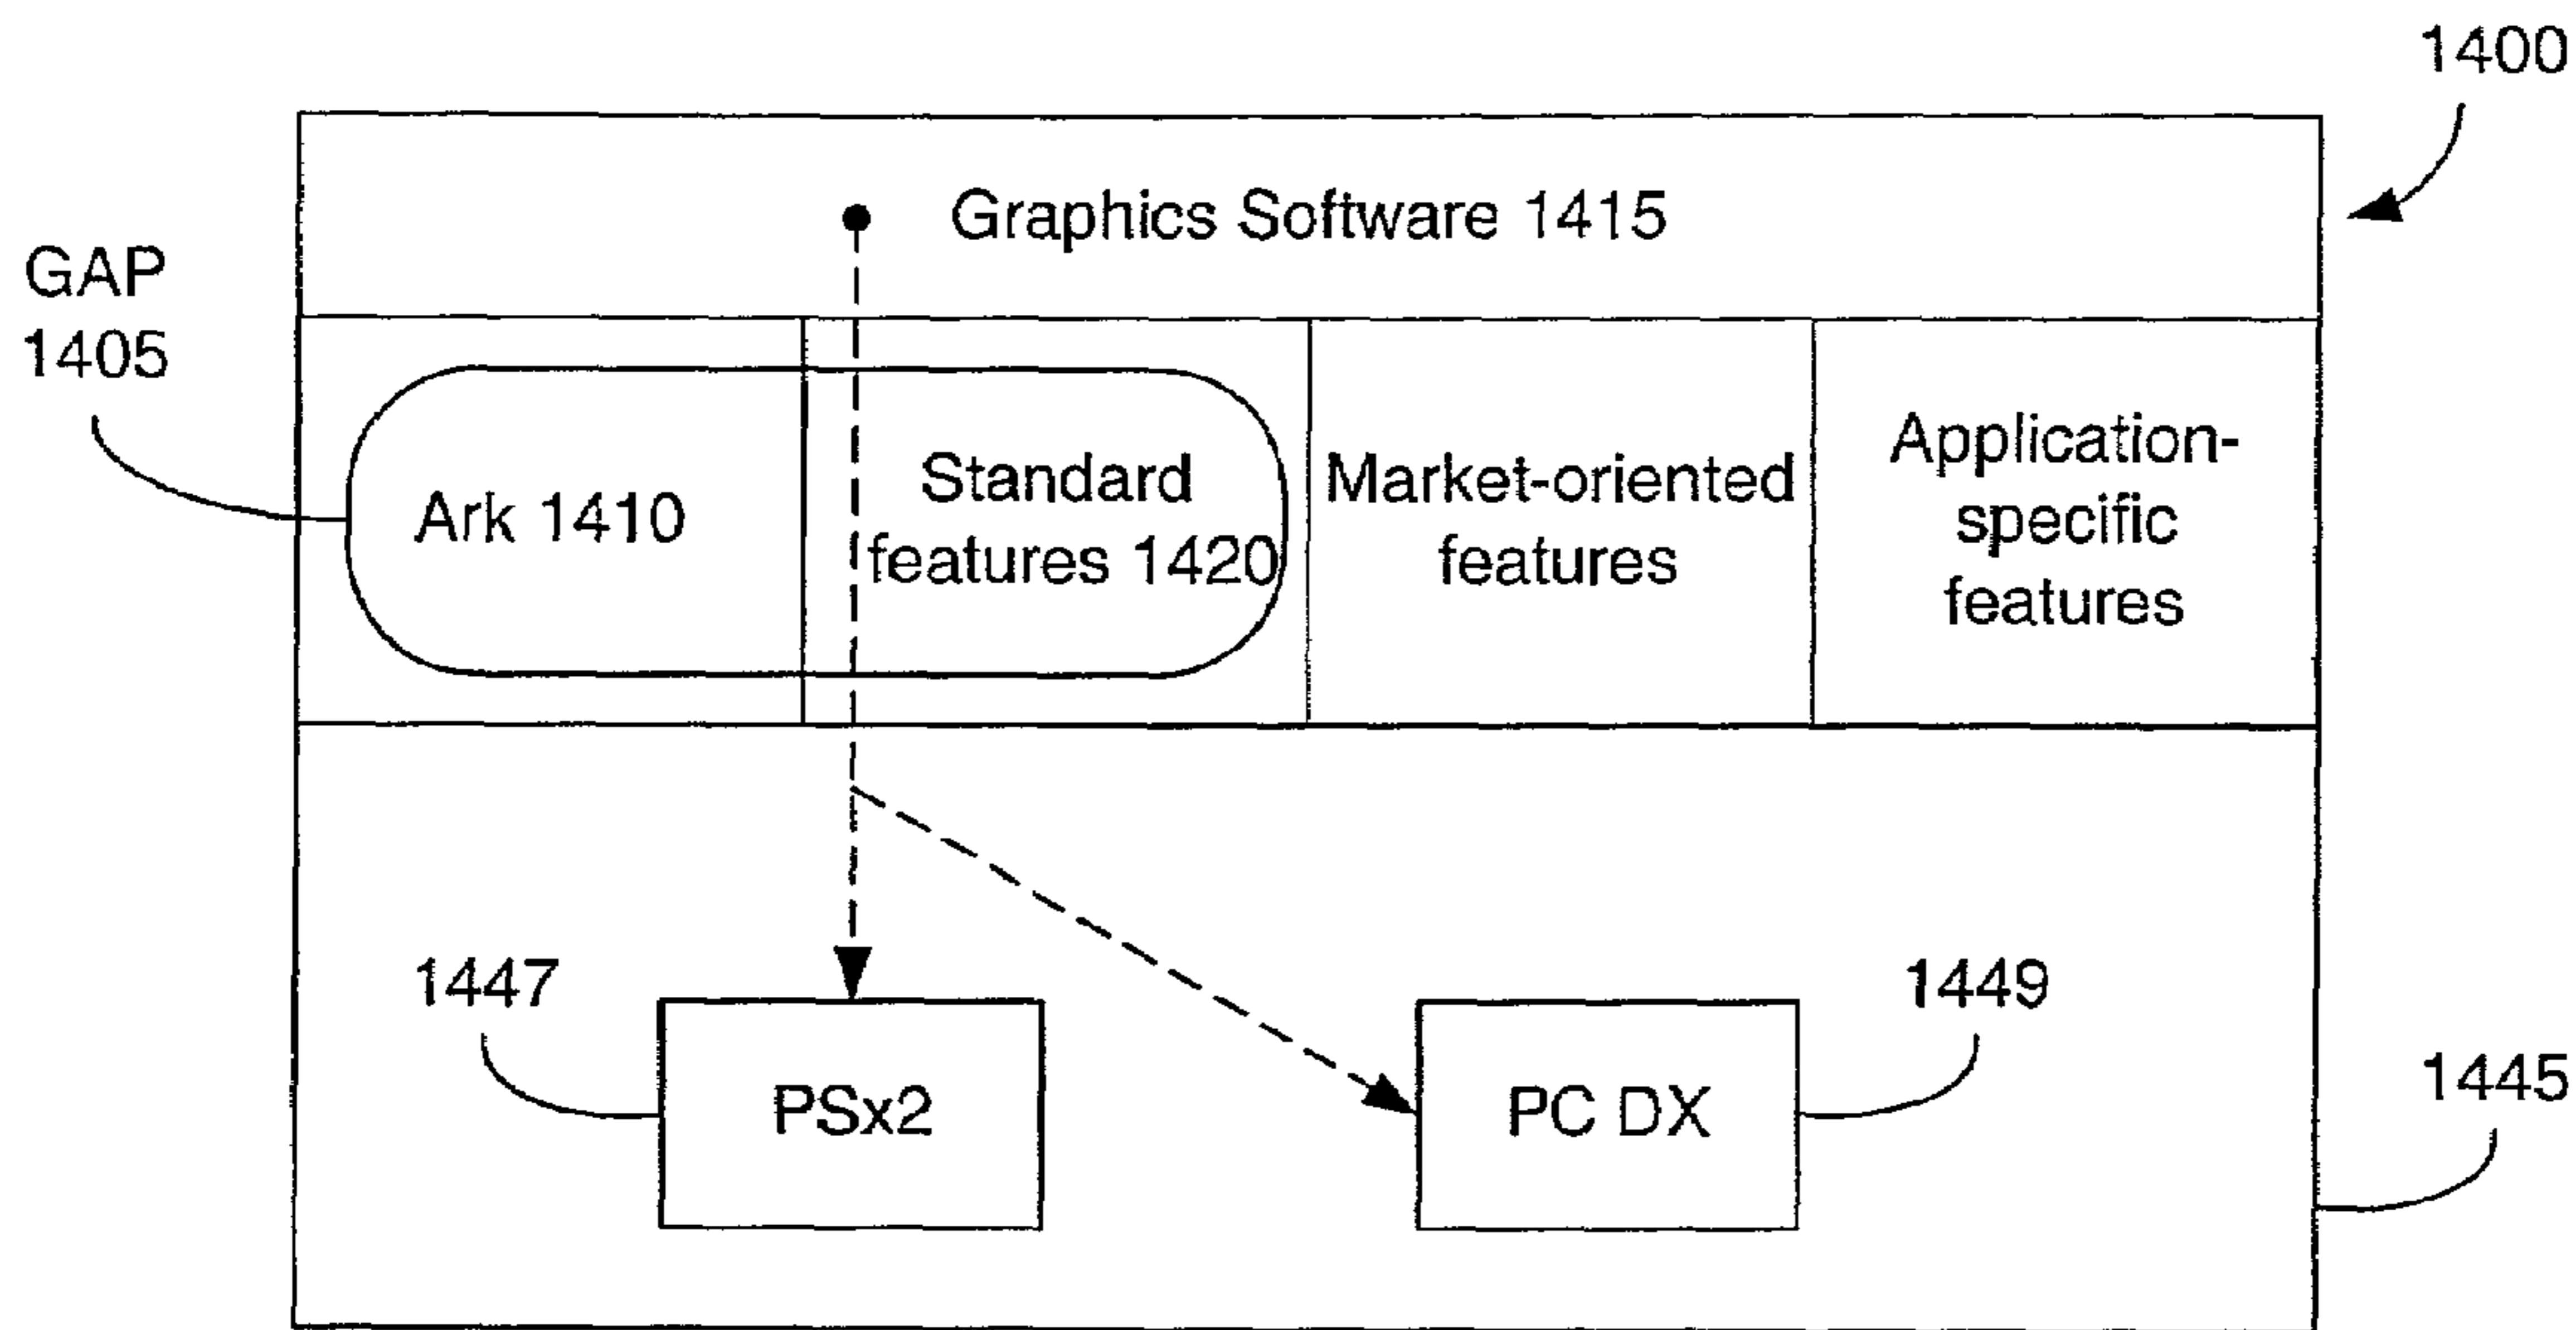 1400
Graphics Software 1415
GAP
1405
Ark 1410
Standard
features 1420
Market-oriented
features
Application-
specific
features
1447
1449
PSx2
PC DX
1445